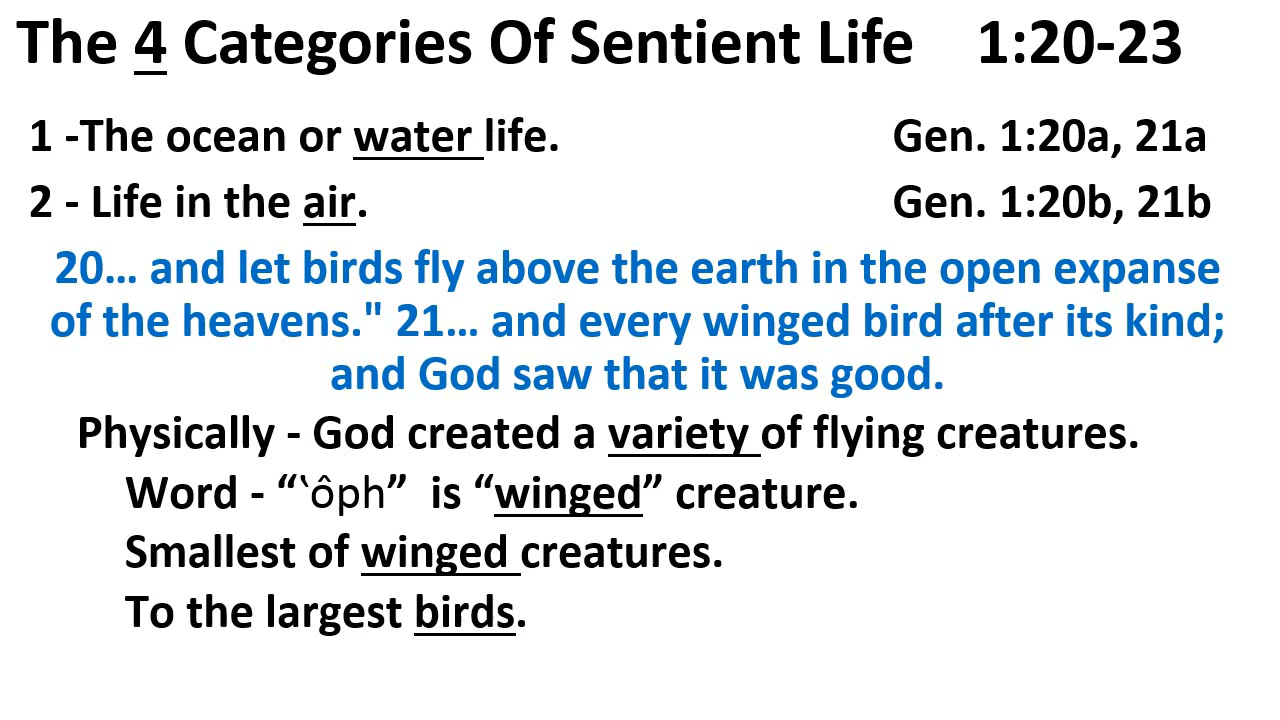 The 4 Categories Of Sentient Life 1:20-23
1 -The ocean or water life. Gen. 1:20a, 21a
2 - Life in the air. Gen. 1:20b, 21b
20… and let birds fly above the earth in the open expanse
of the heavens." 21… and every winged bird after its kind;
and God saw that it was good.
Physically - God created a variety of flying creatures.
Word - “‛ôph” is “winged” creature.
Smallest of winged creatures.
To the largest birds.